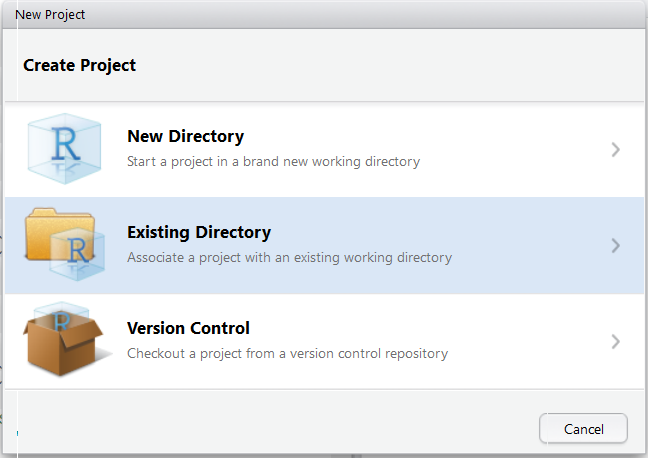 New Project
Create Project
R
New Directory
Start a project in a brand new working directory
R
Existing Directory
Associate a project with an existing working directory
R
Version Control
Checkout a project from a version control repository
Cancel